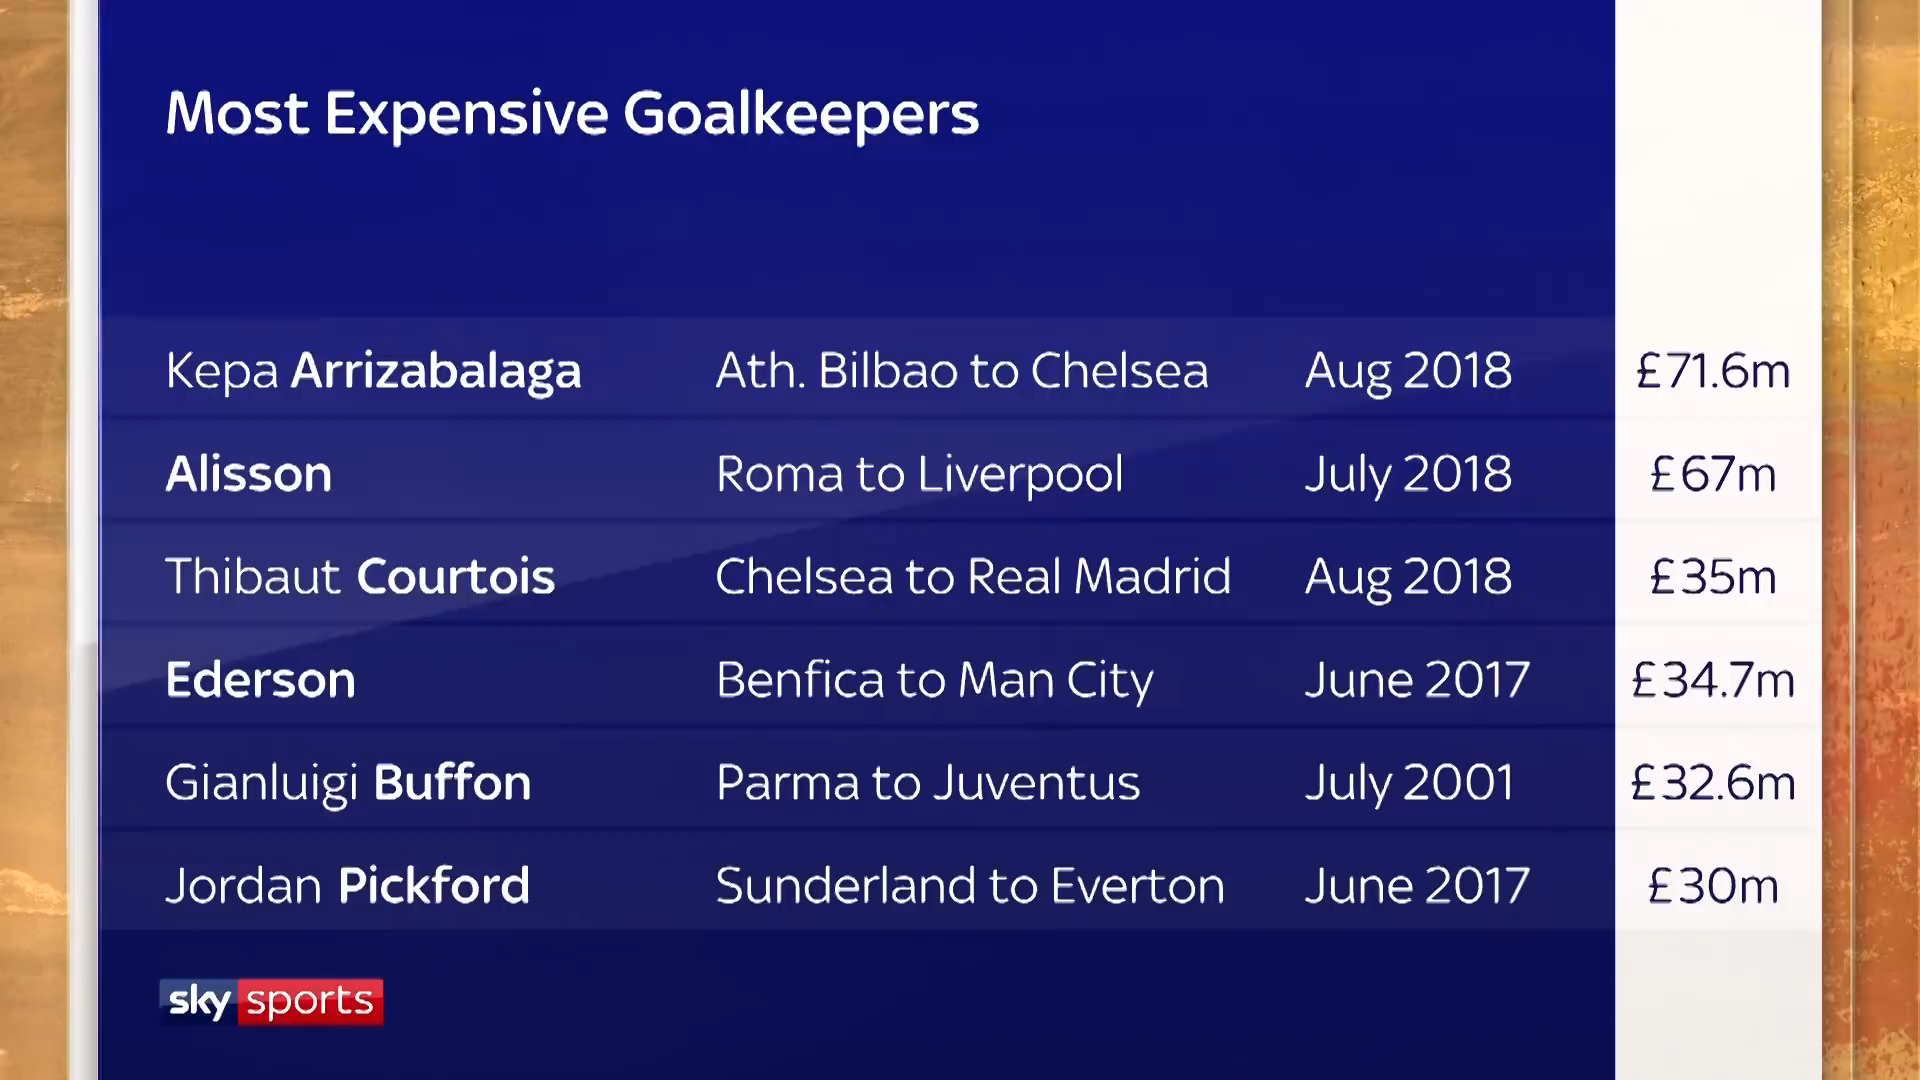 Most Expensive Goalkeepers
Kepa Arrizabalaga Ath. Bilbao to Chelsea Aug 2018 £71.6m
Alisson Roma to Liverpool July 2018 £67m
Thibaut Courtois Chelsea to Real Madrid Aug 2018 £35m
Ederson Benfica to Man City June 2017 £34.7m
Gianluigi Buffon Parma to Juventus July 2001 £32.6m
Jordan Pickford Sunderland to Everton June 2017 £30m
sky sports